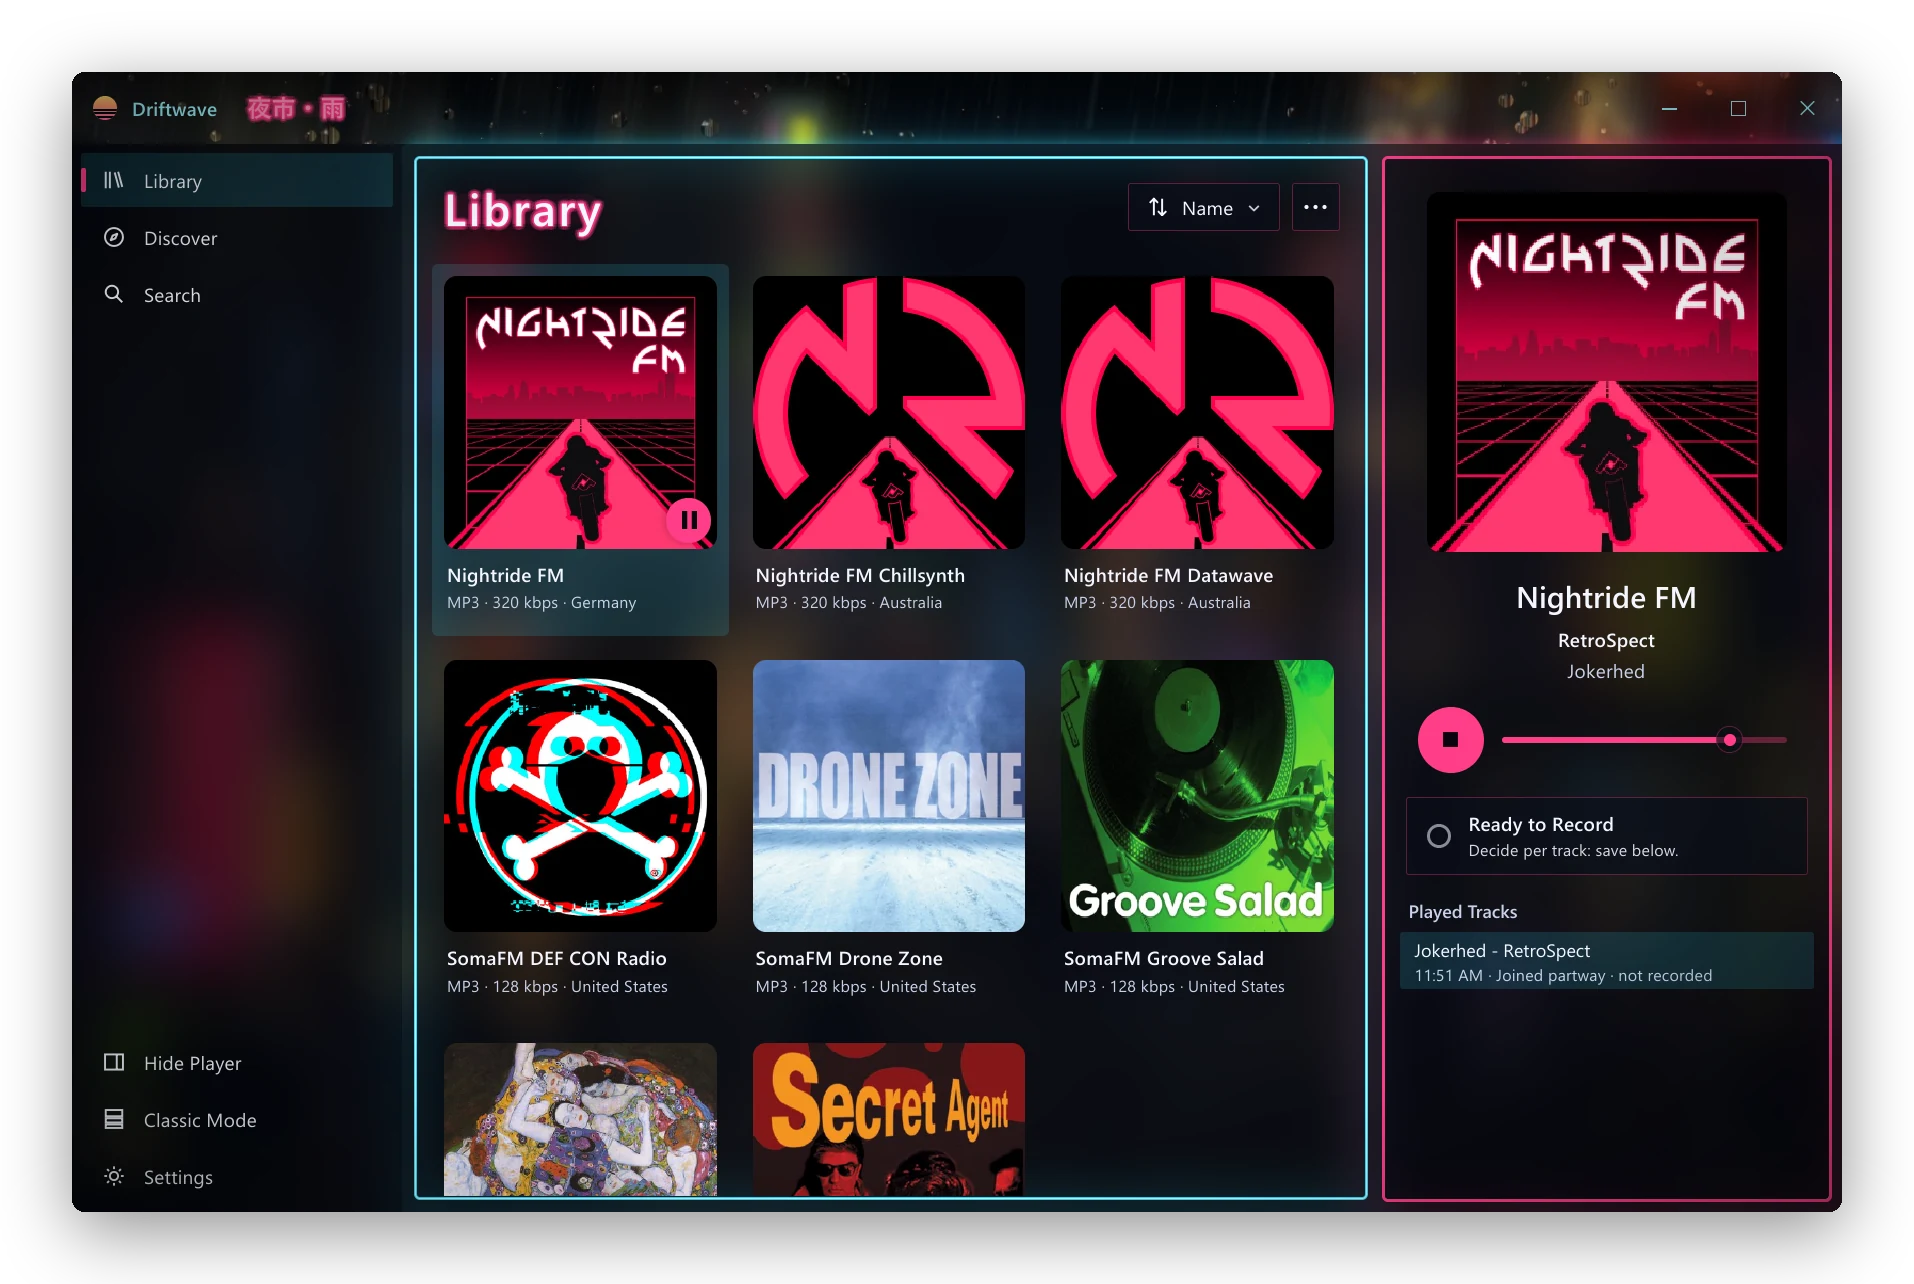 Driftwave 夜市・雨
Library
Discover
Search
Hide Player
Classic Mode
Settings
Library
Name
NIGHTRIDE
FM
Nightride FM
MP3 · 320 kbps · Germany
NR
Nightride FM Chillsynth
MP3 · 320 kbps · Australia
NR
Nightride FM Datawave
MP3 · 320 kbps · Australia
SomaFM DEF CON Radio
MP3 · 128 kbps · United States
DRONE ZONE
SomaFM Drone Zone
MP3 · 128 kbps · United States
Groove Salad
SomaFM Groove Salad
MP3 · 128 kbps · United States
Secret Agent
NIGHTRIDE
FM
Nightride FM
RetroSpect
Jokerhed
Ready to Record
Decide per track: save below.
Played Tracks
Jokerhed - RetroSpect
11:51 AM · Joined partway · not recorded